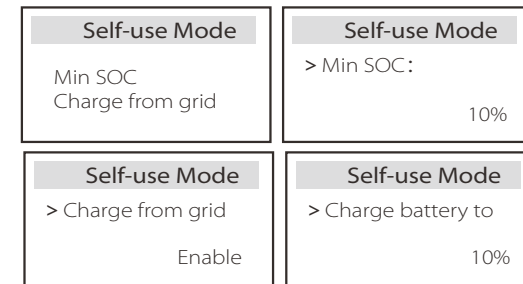 Self-use Mode
Min SOC
Charge from grid
Self-use Mode
> Min SOC:
10%
Self-use Mode
> Charge from grid
Enable
Self-use Mode
> Charge battery to
10%